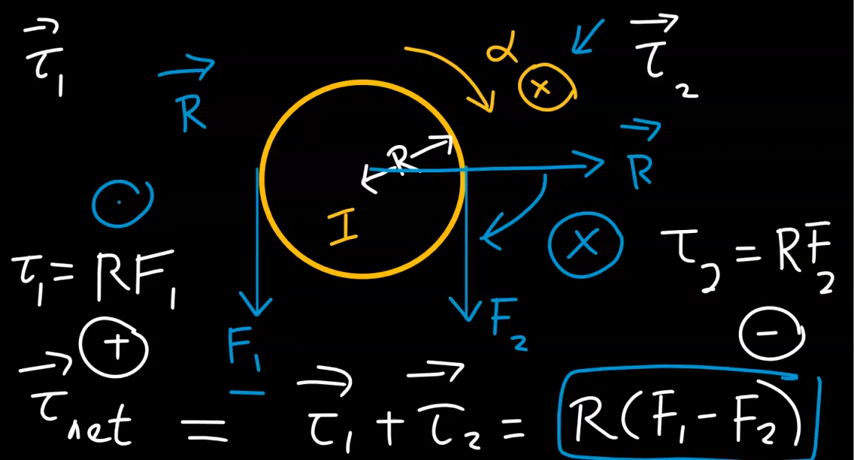 τ⃗₁
R⃗
α
⊗
τ⃗₂
R
R⃗
I
⊙
⊗
τ₁ = RF₁
τ₂ = RF₂
⊕
F₁
F₂
⊖
τ⃗net = τ⃗₁ + τ⃗₂ = R(F₁ - F₂)